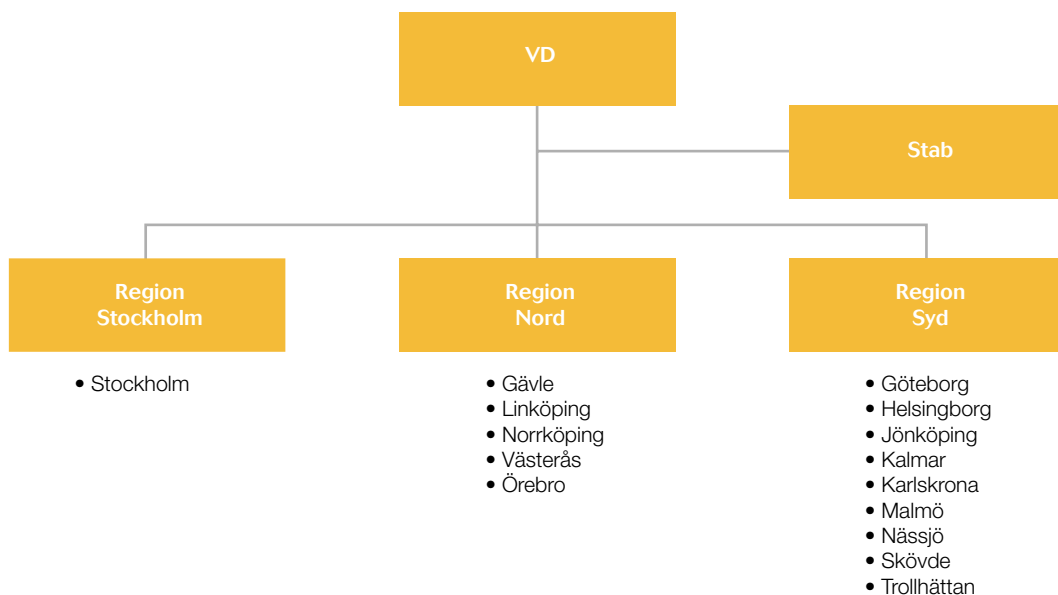 VD
Stab
Region
Stockholm
• Stockholm
Region
Nord
• Gävle
• Linköping
• Norrköping
• Västerås
• Örebro
Region
Syd
• Göteborg
• Helsingborg
• Jönköping
• Kalmar
• Karlskrona
• Malmö
• Nässjö
• Skövde
• Trollhättan